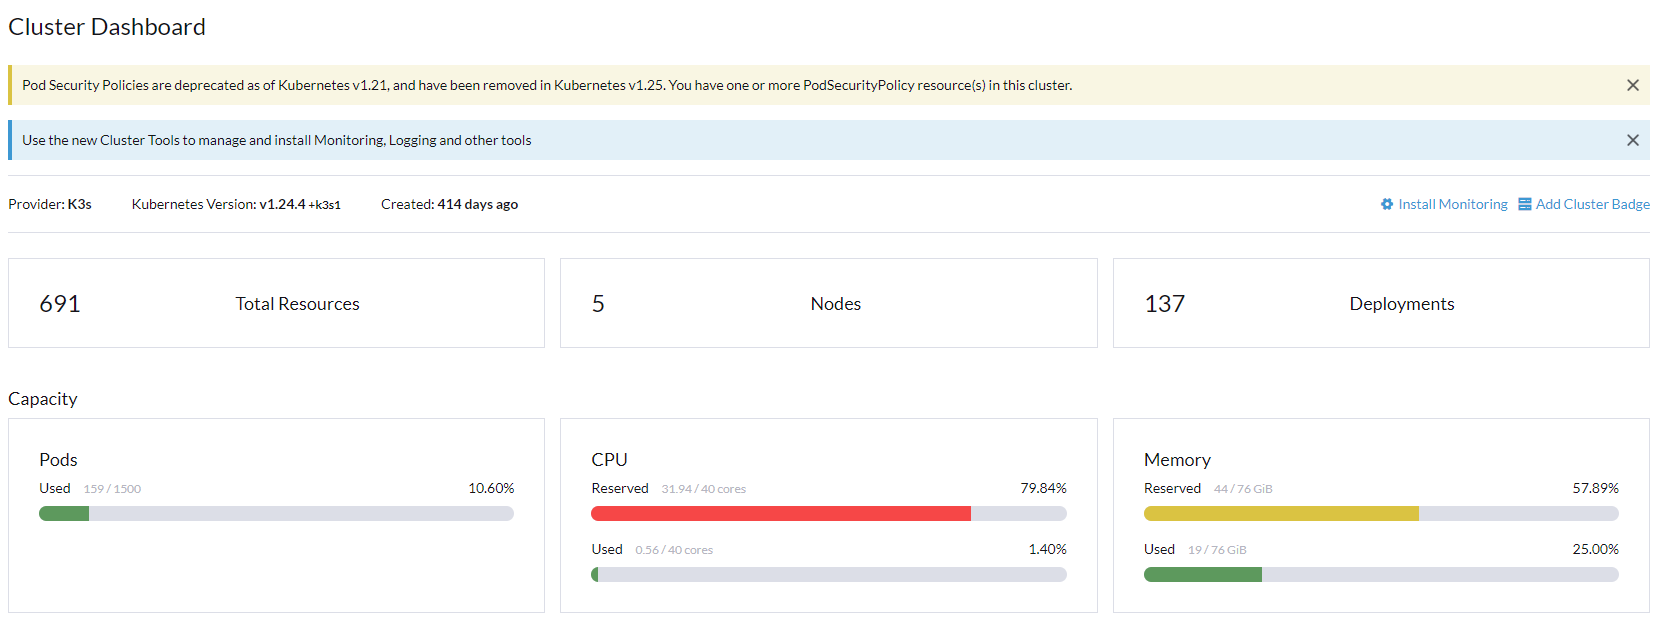 Cluster Dashboard
Pod Security Policies are deprecated as of Kubernetes v1.21, and have been removed in Kubernetes v1.25. You have one or more PodSecurityPolicy resource(s) in this cluster.
Use the new Cluster Tools to manage and install Monitoring, Logging and other tools
Provider: K3s Kubernetes Version: v1.24.4 +k3s1 Created: 414 days ago Install Monitoring Add Cluster Badge
691 Total Resources 5 Nodes 137 Deployments
Capacity
Pods
Used 159 / 1500 10.60%
CPU
Reserved 31.94 / 40 cores 79.84%
Used 0.56 / 40 cores 1.40%
Memory
Reserved 44 / 76 GiB 57.89%
Used 19 / 76 GiB 25.00%